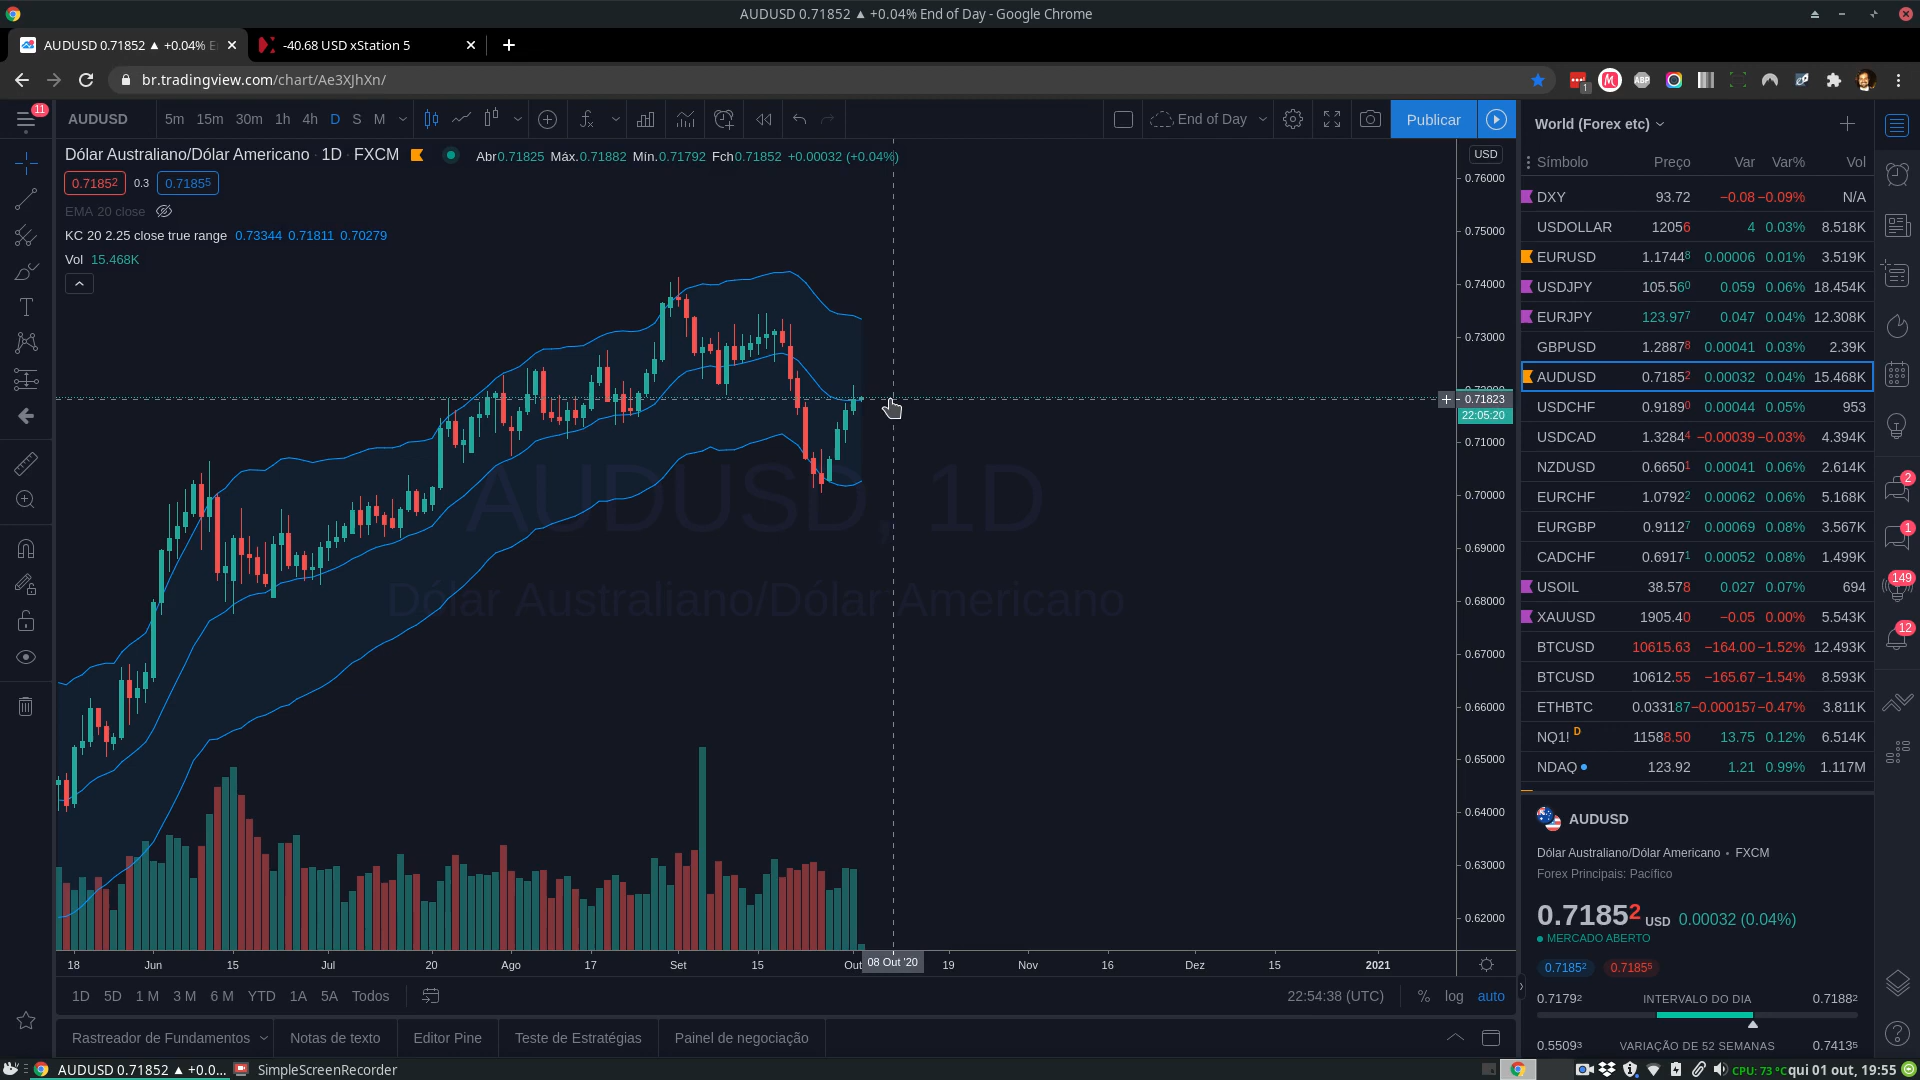 AUDUSD 0.71852 ▲ +0.04% End of Day - Google Chrome
AUDUSD 0.71852 ▲ +0.04% E
-40.68 USD xStation 5
br.tradingview.com/chart/Ae3XJhXn/
ABP
1
11
AUDUSD 5m 15m 30m 1h 4h D S M
End of Day
Publicar
Dólar Australiano/Dólar Americano · 1D · FXCM
Abr0.71825 Máx.0.71882 Mín.0.71792 Fch0.71852 +0.00032 (+0.04%)
0.71852 0.3 0.71855
EMA 20 close
KC 20 2.25 close true range 0.73344 0.71811 0.70279
Vol 15.468K
AUDUSD, 1D
Dólar Australiano/Dólar Americano
USD
0.76000
0.75000
0.74000
0.73000
0.71823
22:05:20
0.71000
0.70000
0.69000
0.68000
0.67000
0.66000
0.65000
0.64000
0.63000
0.62000
18 Jun 15 Jul 20 Ago 17 Set 15 Out 08 Out '20 19 Nov 16 Dez 15 2021
1D 5D 1 M 3 M 6 M YTD 1A 5A Todos
22:54:38 (UTC) % log auto
Rastreador de Fundamentos Notas de texto Editor Pine Teste de Estratégias Painel de negociação
World (Forex etc)
Símbolo Preço Var Var% Vol
DXY 93.72 −0.08 −0.09% N/A
USDOLLAR 12056 4 0.03% 8.518K
EURUSD 1.17448 0.00006 0.01% 3.519K
USDJPY 105.560 0.059 0.06% 18.454K
EURJPY 123.977 0.047 0.04% 12.308K
GBPUSD 1.28878 0.00041 0.03% 2.39K
AUDUSD 0.71852 0.00032 0.04% 15.468K
USDCHF 0.91890 0.00044 0.05% 953
USDCAD 1.32844 −0.00039 −0.03% 4.394K
NZDUSD 0.66501 0.00041 0.06% 2.614K
EURCHF 1.07922 0.00062 0.06% 5.168K
EURGBP 0.91127 0.00069 0.08% 3.567K
CADCHF 0.69171 0.00052 0.08% 1.499K
USOIL 38.578 0.027 0.07% 694
XAUUSD 1905.40 −0.05 0.00% 5.543K
BTCUSD 10615.63 −164.00 −1.52% 12.493K
BTCUSD 10612.55 −165.67 −1.54% 8.593K
ETHBTC 0.033187 −0.000157 −0.47% 3.811K
NQ1! D 11588.50 13.75 0.12% 6.514K
NDAQ 123.92 1.21 0.99% 1.117M
AUDUSD
Dólar Australiano/Dólar Americano • FXCM
Forex Principais: Pacífico
0.71852 USD 0.00032 (0.04%)
MERCADO ABERTO
0.71852 0.71855
0.71792 INTERVALO DO DIA 0.71882
0.55093 VARIAÇÃO DE 52 SEMANAS 0.74135
2
1
149
12
AUDUSD 0.71852 ▲ +0.0...
SimpleScreenRecorder
CPU: 73 °C
qui 01 out, 19:55